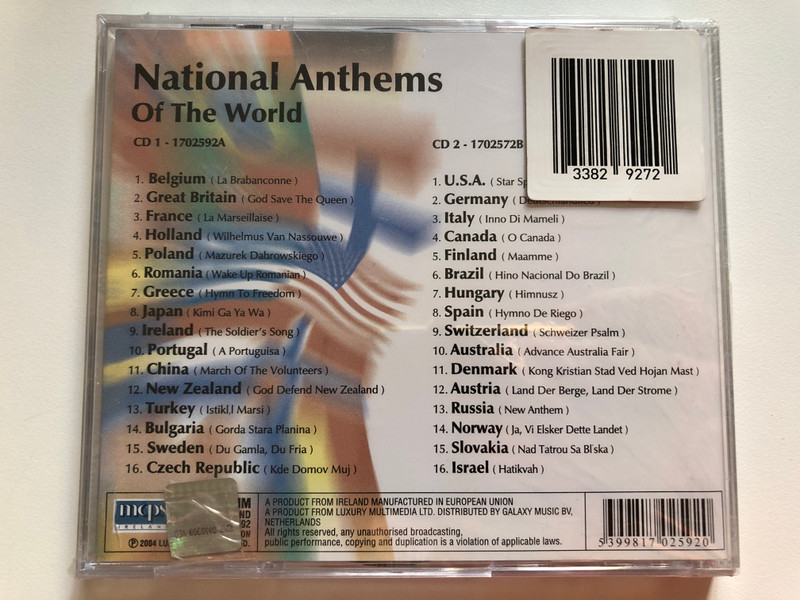 National Anthems
Of The World
CD 1 - 1702592A
1. Belgium ( La Brabanconne )
2. Great Britain ( God Save The Queen )
3. France ( La Marseillaise )
4. Holland ( Wilhelmus Van Nassouwe )
5. Poland ( Mazurek Dabrowskiego )
6. Romania ( Wake Up Romanian )
7. Greece ( Hymn To Freedom )
8. Japan ( Kimi Ga Ya Wa )
9. Ireland ( The Soldier's Song )
10. Portugal ( A Portuguisa )
11. China ( March Of The Volunteers )
12. New Zealand ( God Defend New Zealand )
13. Turkey ( Istikl,l Marsi )
14. Bulgaria ( Gorda Stara Planina )
15. Sweden ( Du Gamla, Du Fria )
16. Czech Republic ( Kde Domov Muj )
CD 2 - 1702572B
1. U.S.A. ( Star
2. Germany
3. Italy ( Inno Di Mameli )
4. Canada ( O Canada )
5. Finland ( Maamme )
6. Brazil ( Hino Nacional Do Brazil )
7. Hungary ( Himnusz )
8. Spain ( Hymno De Riego )
9. Switzerland ( Schweizer Psalm )
10. Australia ( Advance Australia Fair )
11. Denmark ( Kong Kristian Stad Ved Hojan Mast )
12. Austria ( Land Der Berge, Land Der Strome )
13. Russia ( New Anthem )
14. Norway ( Ja, Vi Elsker Dette Landet )
15. Slovakia ( Nad Tatrou Sa Bl'ska )
16. Israel ( Hatikvah )
3382 9272
mcps
IRELAND
℗ 2004
A PRODUCT FROM IRELAND MANUFACTURED IN EUROPEAN UNION
A PRODUCT FROM LUXURY MULTIMEDIA LTD. DISTRIBUTED BY GALAXY MUSIC BV,
NETHERLANDS
All rights reserved, any unauthorised broadcasting,
public performance, copying and duplication is a violation of applicable laws.
5 399817 025920